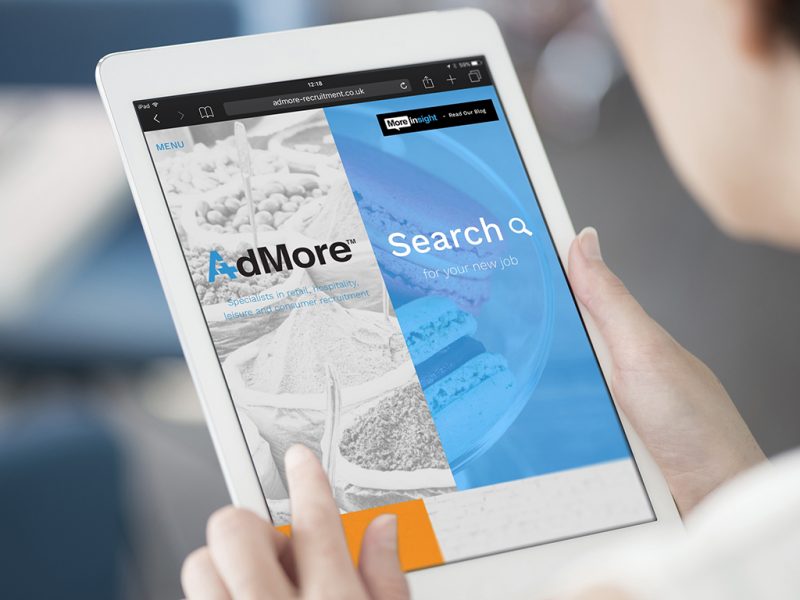 iPad
12:18
59%
admore-recruitment.co.uk
MENU
More insight - Read Our Blog
AdMore™
Specialists in retail, hospitality,
leisure and consumer recruitment
Search
for your new job